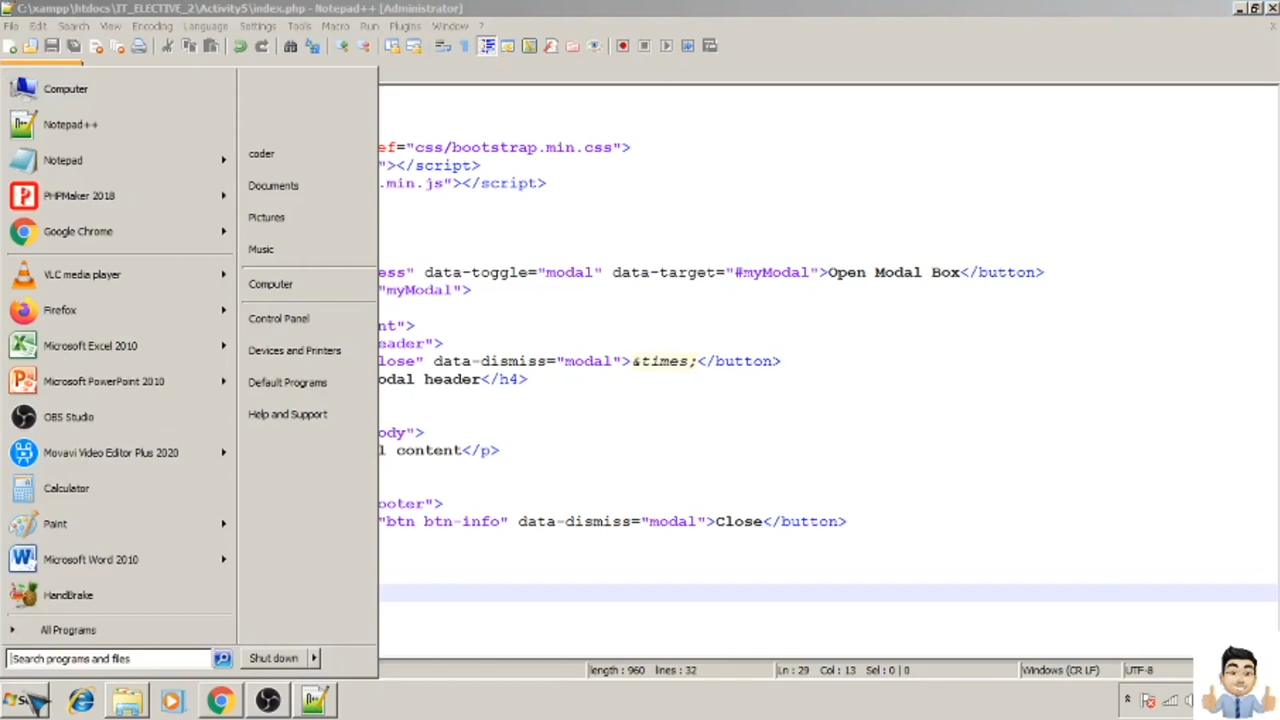 C:\xampp\htdocs\IT_ELECTIVE_2\Activity5\index.php - Notepad++ [Administrator]
File Edit Search View Encoding Language Settings Tools Macro Run Plugins Window ?
Computer
Notepad++
Notepad
PHPMaker 2018
Google Chrome
VLC media player
Firefox
Microsoft Excel 2010
Microsoft PowerPoint 2010
OBS Studio
Movavi Video Editor Plus 2020
Calculator
Paint
Microsoft Word 2010
HandBrake
All Programs
Search programs and files
coder
Documents
Pictures
Music
Computer
Control Panel
Devices and Printers
Default Programs
Help and Support
Shut down
ef="css/bootstrap.min.css">
"></script>
.min.js"></script>
ess" data-toggle="modal" data-target="#myModal">Open Modal Box</button>
"myModal">
nt">
eader">
lose" data-dismiss="modal">&times;</button>
odal header</h4>
ody">
l content</p>
ooter">
"btn btn-info" data-dismiss="modal">Close</button>
length : 960 lines : 32
Ln : 29 Col : 13 Sel : 0 | 0
Windows (CR LF)
UTF-8